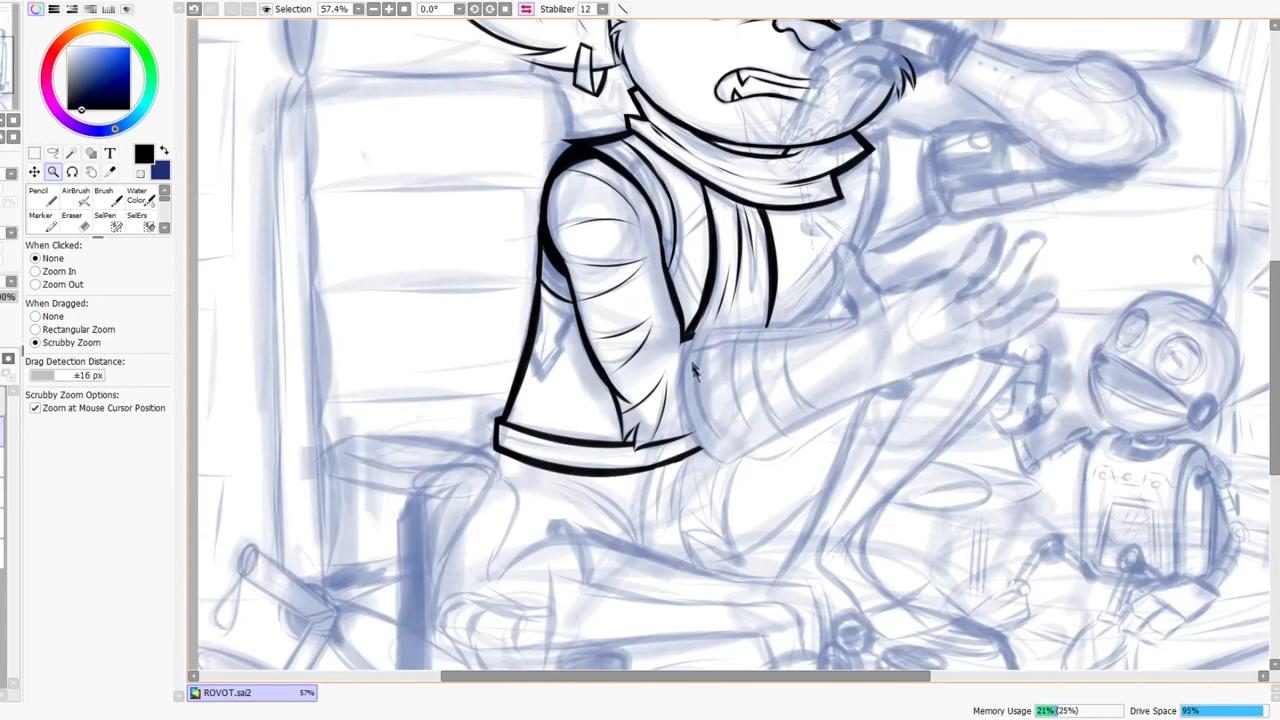 Selection 57.4% 0.0° Stabilizer 12
T
Pencil AirBrush Brush Water Color
Marker Eraser SelPen SelErs
When Clicked:
None
Zoom In
Zoom Out
When Dragged:
None
Rectangular Zoom
Scrubby Zoom
Drag Detection Distance:
±16 px
Scrubby Zoom Options:
Zoom at Mouse Cursor Position
ROVOT.sai2 57%
Memory Usage 21% (25%) Drive Space 95%